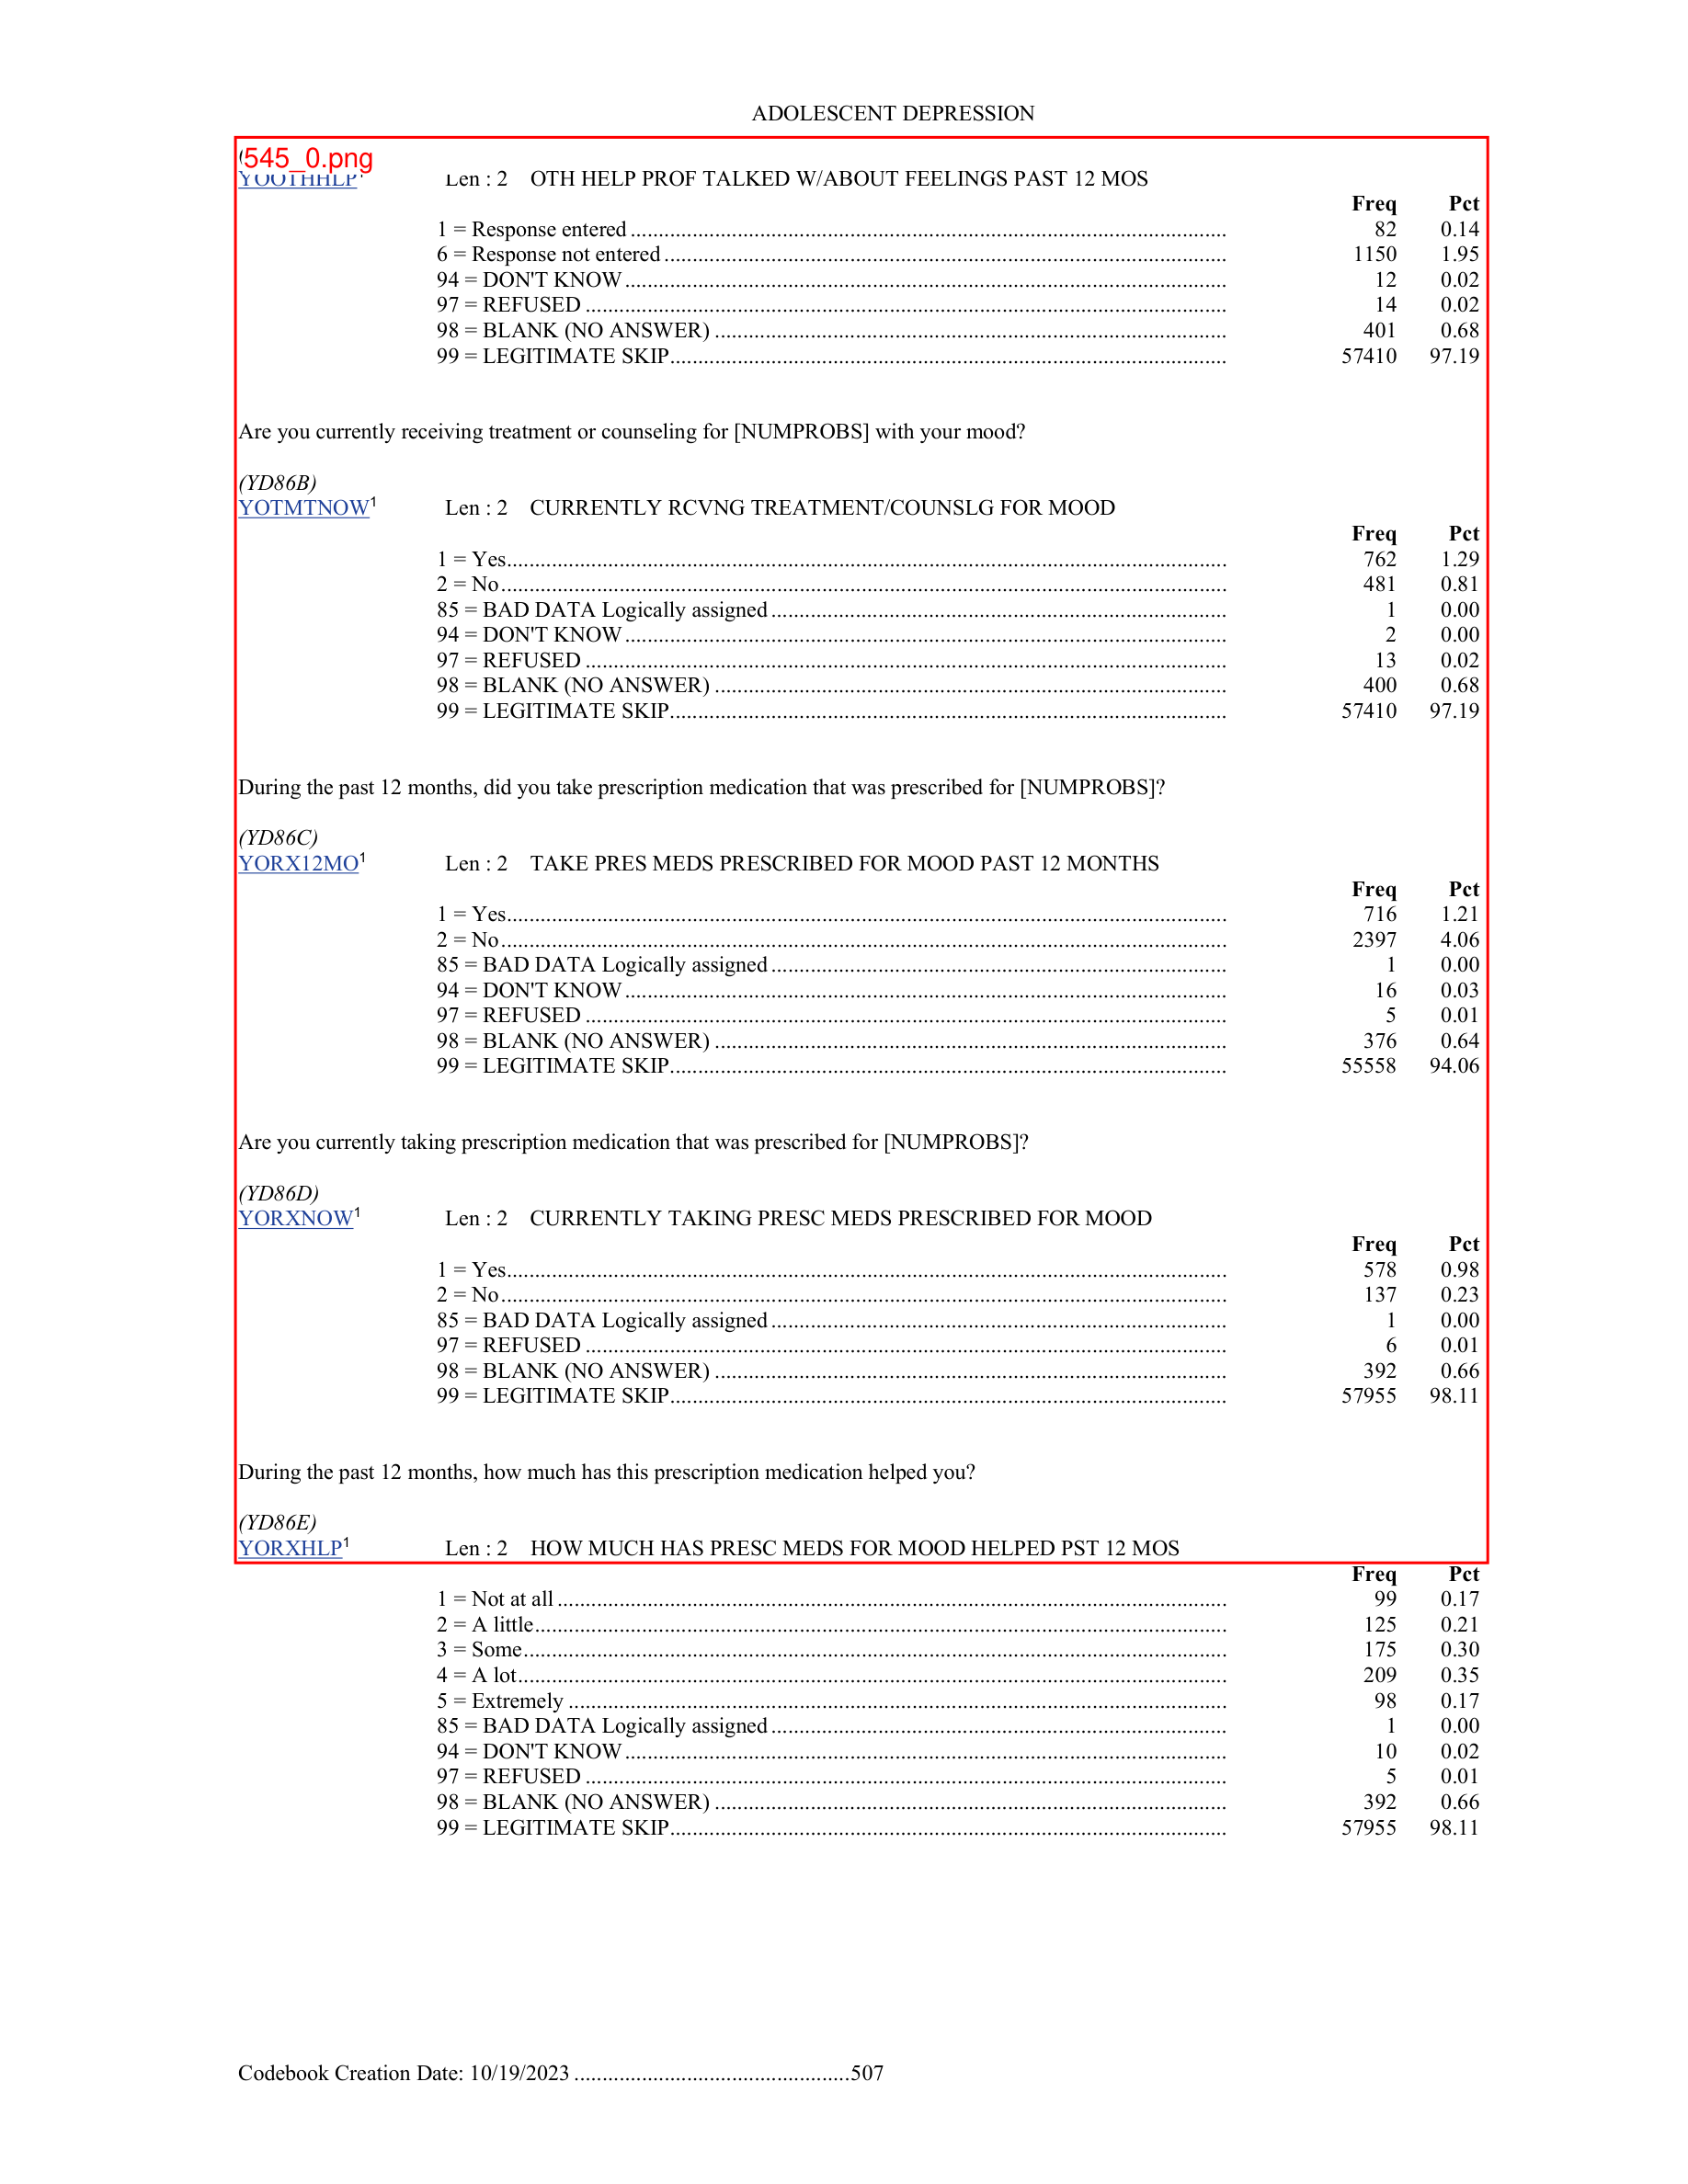 ADOLESCENT DEPRESSION
545_0.png
YOOTHHLP Len : 2 OTH HELP PROF TALKED W/ABOUT FEELINGS PAST 12 MOS
Freq Pct
1 = Response entered 82 0.14
6 = Response not entered 1150 1.95
94 = DON'T KNOW 12 0.02
97 = REFUSED 14 0.02
98 = BLANK (NO ANSWER) 401 0.68
99 = LEGITIMATE SKIP 57410 97.19
Are you currently receiving treatment or counseling for [NUMPROBS] with your mood?
(YD86B)
YOTMTNOW1 Len : 2 CURRENTLY RCVNG TREATMENT/COUNSLG FOR MOOD
Freq Pct
1 = Yes 762 1.29
2 = No 481 0.81
85 = BAD DATA Logically assigned 1 0.00
94 = DON'T KNOW 2 0.00
97 = REFUSED 13 0.02
98 = BLANK (NO ANSWER) 400 0.68
99 = LEGITIMATE SKIP 57410 97.19
During the past 12 months, did you take prescription medication that was prescribed for [NUMPROBS]?
(YD86C)
YORX12MO1 Len : 2 TAKE PRES MEDS PRESCRIBED FOR MOOD PAST 12 MONTHS
Freq Pct
1 = Yes 716 1.21
2 = No 2397 4.06
85 = BAD DATA Logically assigned 1 0.00
94 = DON'T KNOW 16 0.03
97 = REFUSED 5 0.01
98 = BLANK (NO ANSWER) 376 0.64
99 = LEGITIMATE SKIP 55558 94.06
Are you currently taking prescription medication that was prescribed for [NUMPROBS]?
(YD86D)
YORXNOW1 Len : 2 CURRENTLY TAKING PRESC MEDS PRESCRIBED FOR MOOD
Freq Pct
1 = Yes 578 0.98
2 = No 137 0.23
85 = BAD DATA Logically assigned 1 0.00
97 = REFUSED 6 0.01
98 = BLANK (NO ANSWER) 392 0.66
99 = LEGITIMATE SKIP 57955 98.11
During the past 12 months, how much has this prescription medication helped you?
(YD86E)
YORXHLP1 Len : 2 HOW MUCH HAS PRESC MEDS FOR MOOD HELPED PST 12 MOS
Freq Pct
1 = Not at all 99 0.17
2 = A little 125 0.21
3 = Some 175 0.30
4 = A lot 209 0.35
5 = Extremely 98 0.17
85 = BAD DATA Logically assigned 1 0.00
94 = DON'T KNOW 10 0.02
97 = REFUSED 5 0.01
98 = BLANK (NO ANSWER) 392 0.66
99 = LEGITIMATE SKIP 57955 98.11
Codebook Creation Date: 10/19/2023 507